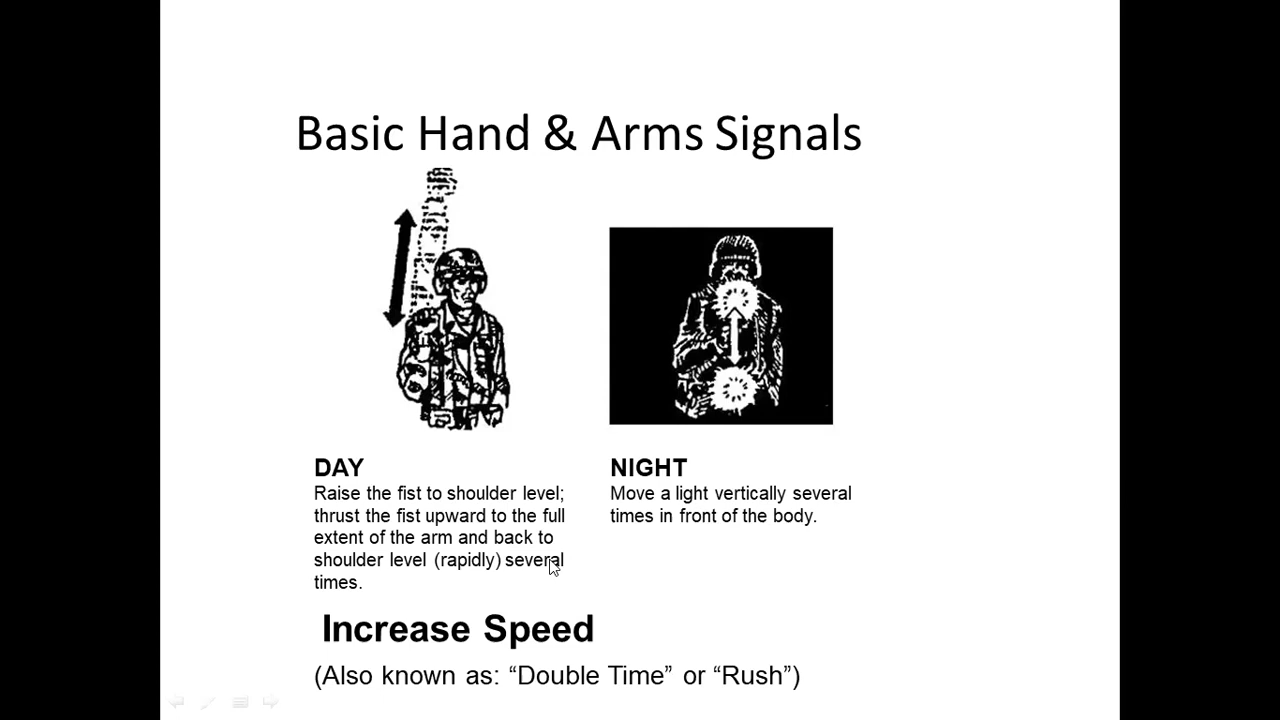 Basic Hand & Arms Signals
DAY
Raise the fist to shoulder level;
thrust the fist upward to the full
extent of the arm and back to
shoulder level (rapidly) several
times.
NIGHT
Move a light vertically several
times in front of the body.
Increase Speed
(Also known as: “Double Time” or “Rush”)